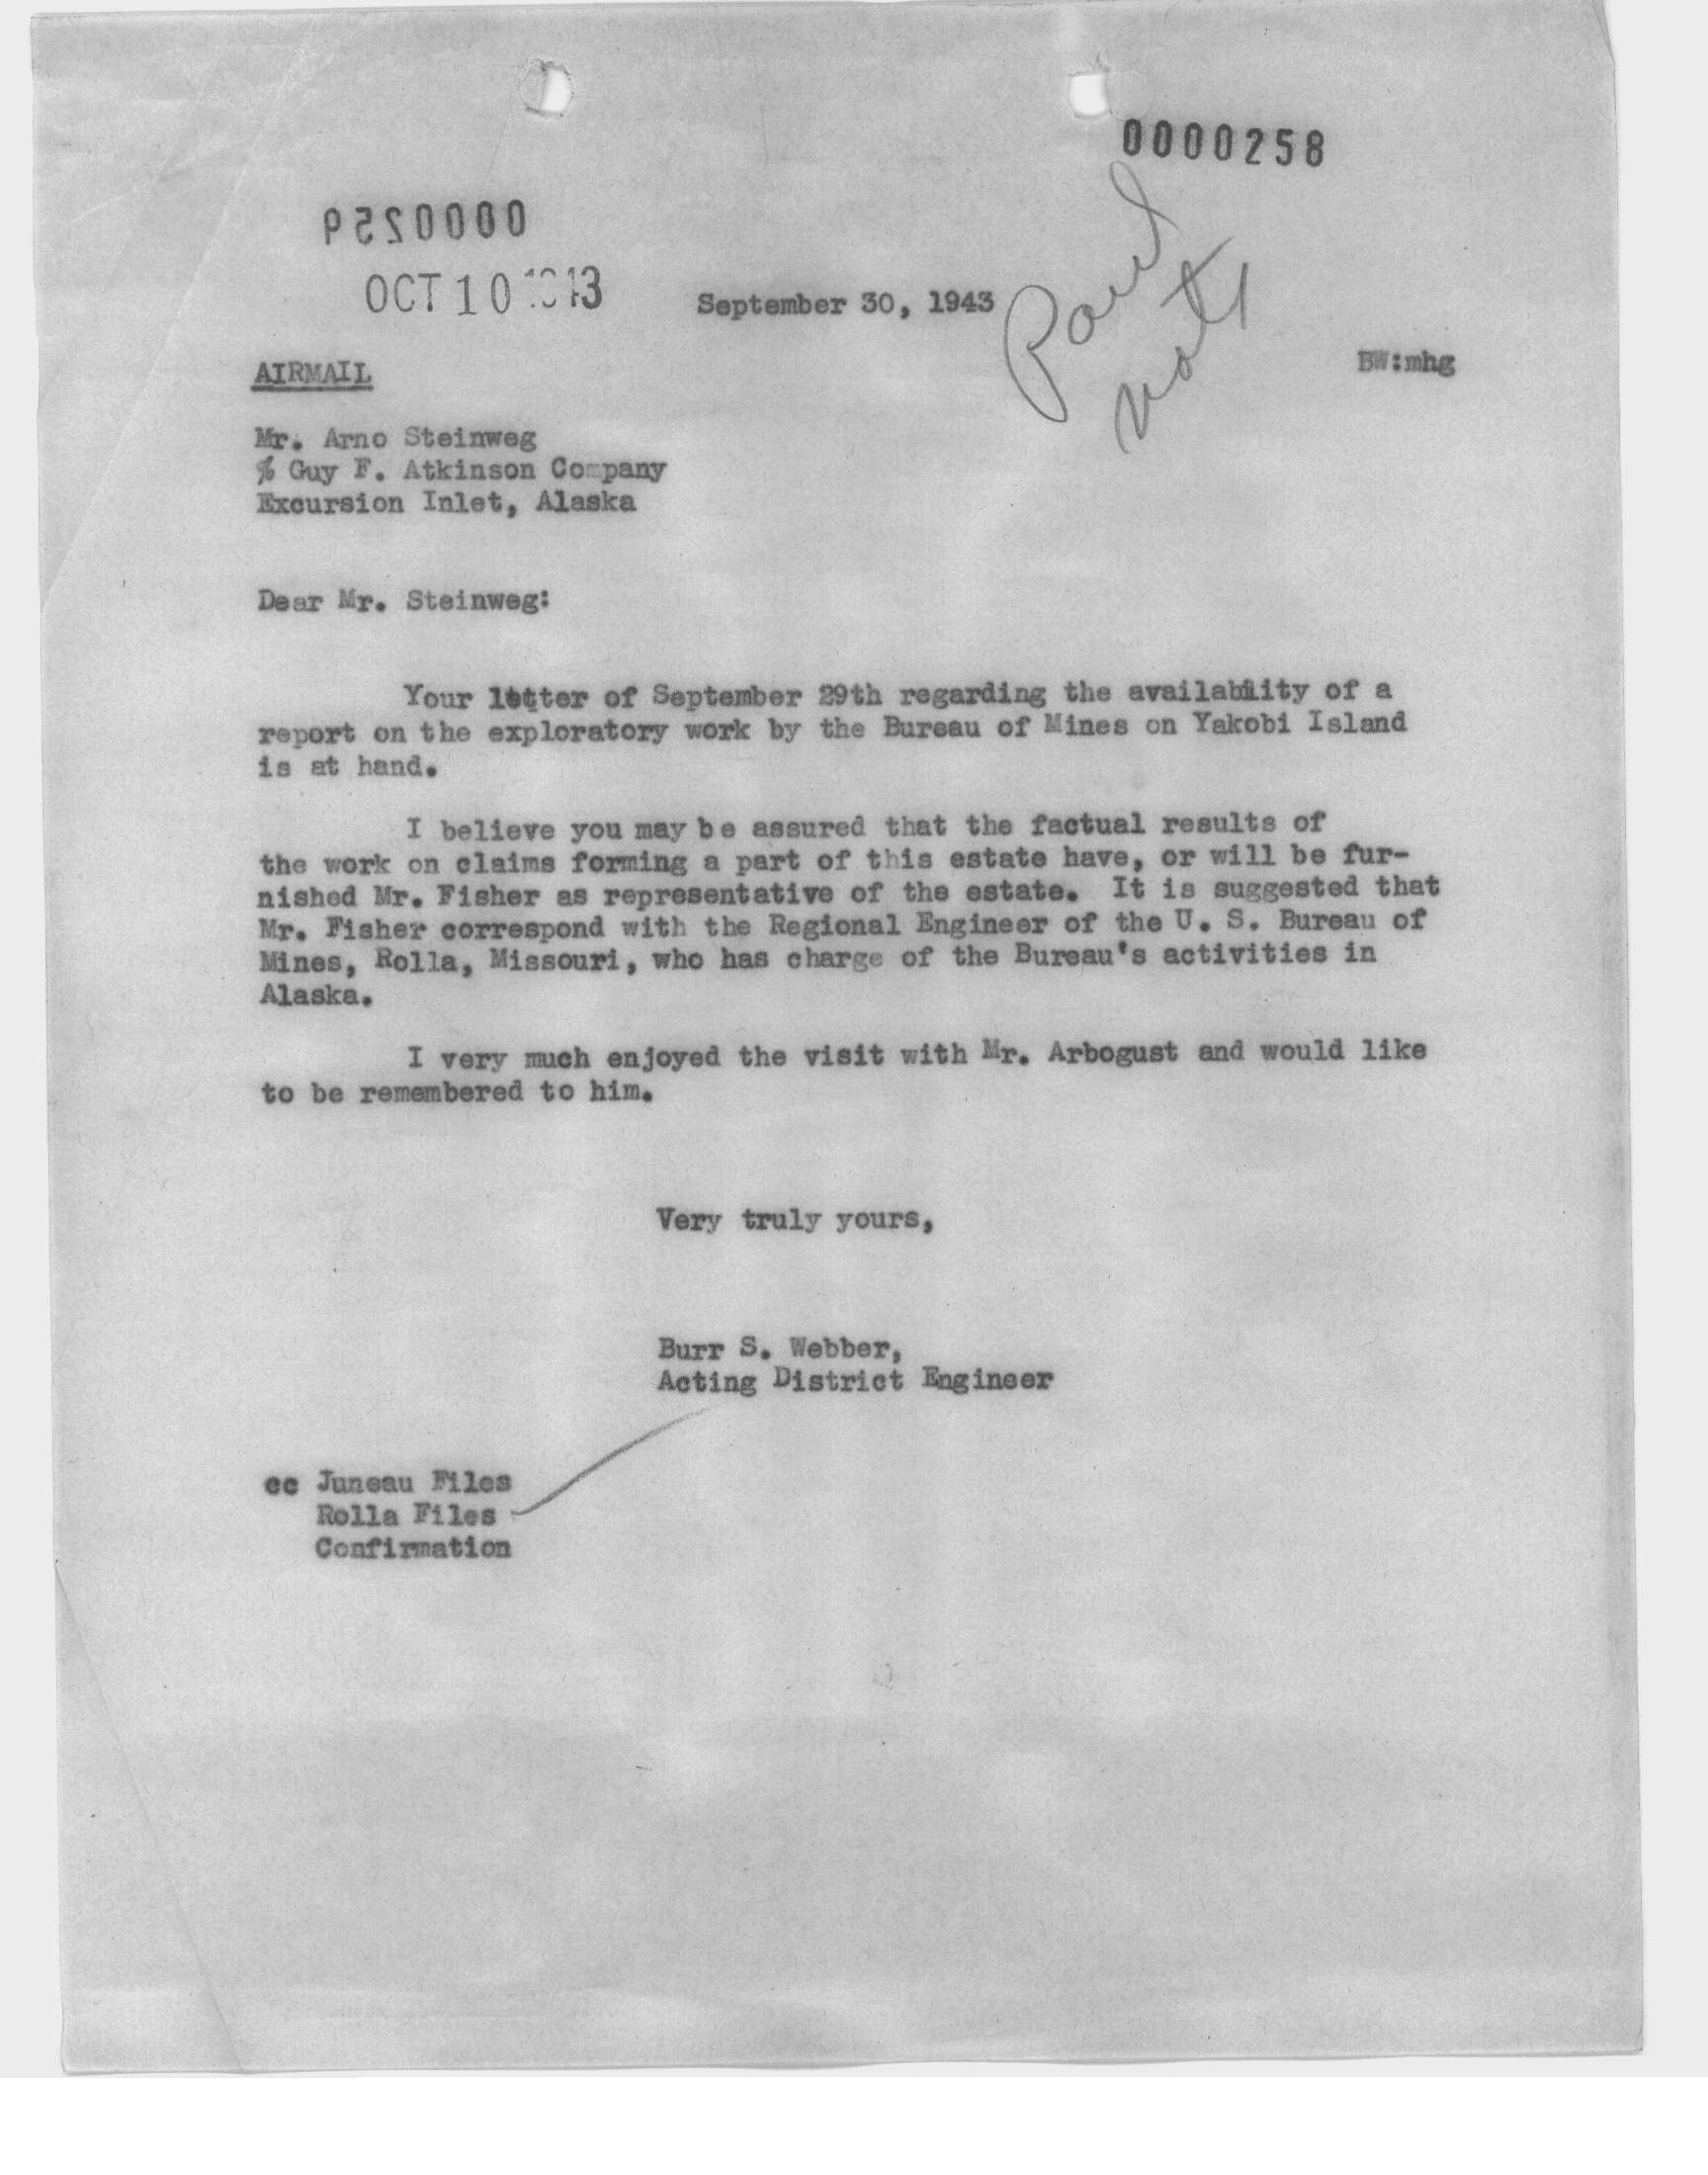 0000258
0000259
OCT 10 1943
September 30, 1943
Paul
note
BW:mhg
AIRMAIL
Mr. Arno Steinweg
% Guy F. Atkinson Company
Excursion Inlet, Alaska
Dear Mr. Steinweg:
Your letter of September 29th regarding the availability of a
report on the exploratory work by the Bureau of Mines on Yakobi Island
is at hand.
I believe you may be assured that the factual results of
the work on claims forming a part of this estate have, or will be fur-
nished Mr. Fisher as representative of the estate. It is suggested that
Mr. Fisher correspond with the Regional Engineer of the U. S. Bureau of
Mines, Rolla, Missouri, who has charge of the Bureau's activities in
Alaska.
I very much enjoyed the visit with Mr. Arbogust and would like
to be remembered to him.
Very truly yours,
Burr S. Webber,
Acting District Engineer
cc Juneau Files
Rolla Files
Confirmation